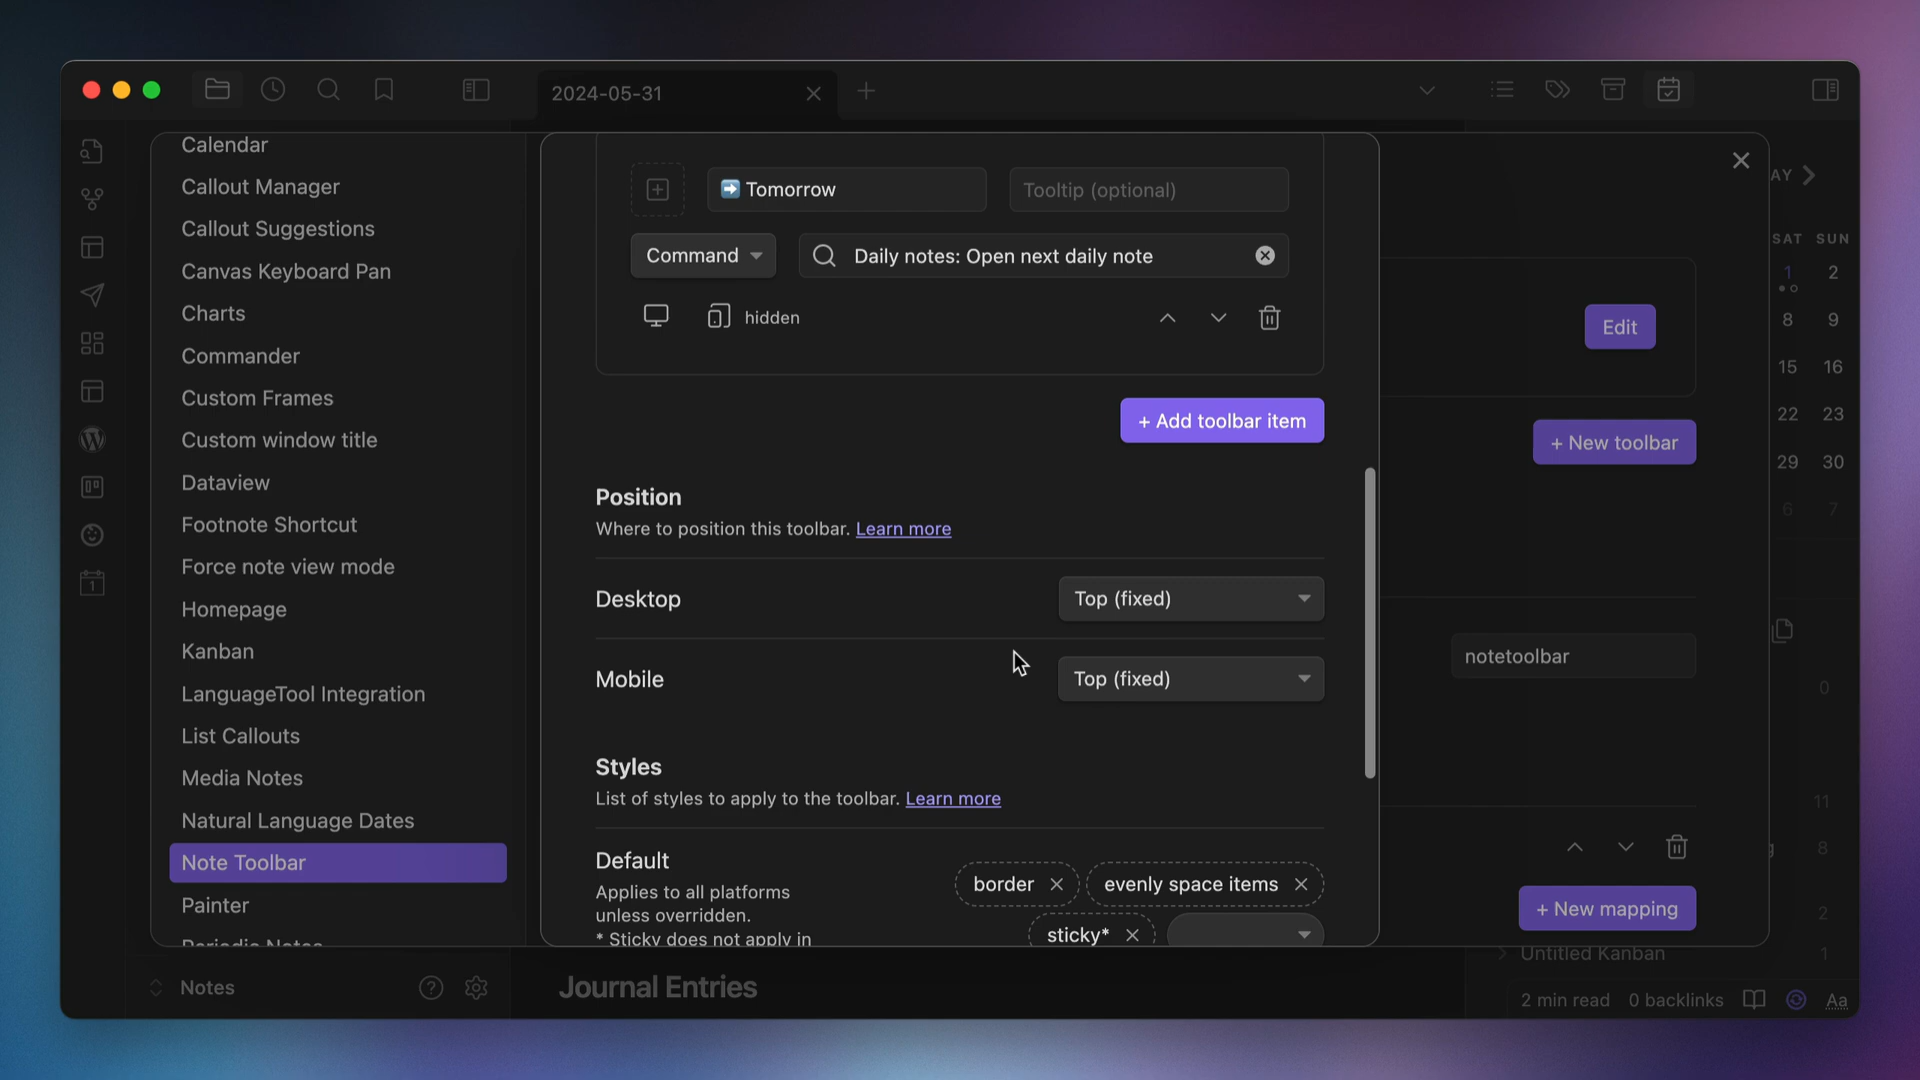 2024-05-31
Calendar
Callout Manager
Callout Suggestions
Canvas Keyboard Pan
Charts
Commander
Custom Frames
Custom window title
Dataview
Footnote Shortcut
Force note view mode
Homepage
Kanban
LanguageTool Integration
List Callouts
Media Notes
Natural Language Dates
Note Toolbar
Painter
Periodic Notes
Notes
➡️ Tomorrow
Tooltip (optional)
Command
Daily notes: Open next daily note
hidden
+ Add toolbar item
Position
Where to position this toolbar. Learn more
Desktop
Top (fixed)
Mobile
Top (fixed)
Styles
List of styles to apply to the toolbar. Learn more
Default
Applies to all platforms
unless overridden.
* Sticky does not apply in
border
evenly space items
sticky*
Journal Entries
Edit
+ New toolbar
notetoolbar
+ New mapping
AY
SAT SUN
1 2
8 9
15 16
22 23
29 30
6 7
0
11
8
2
Untitled Kanban 1
2 min read 0 backlinks Aa
1